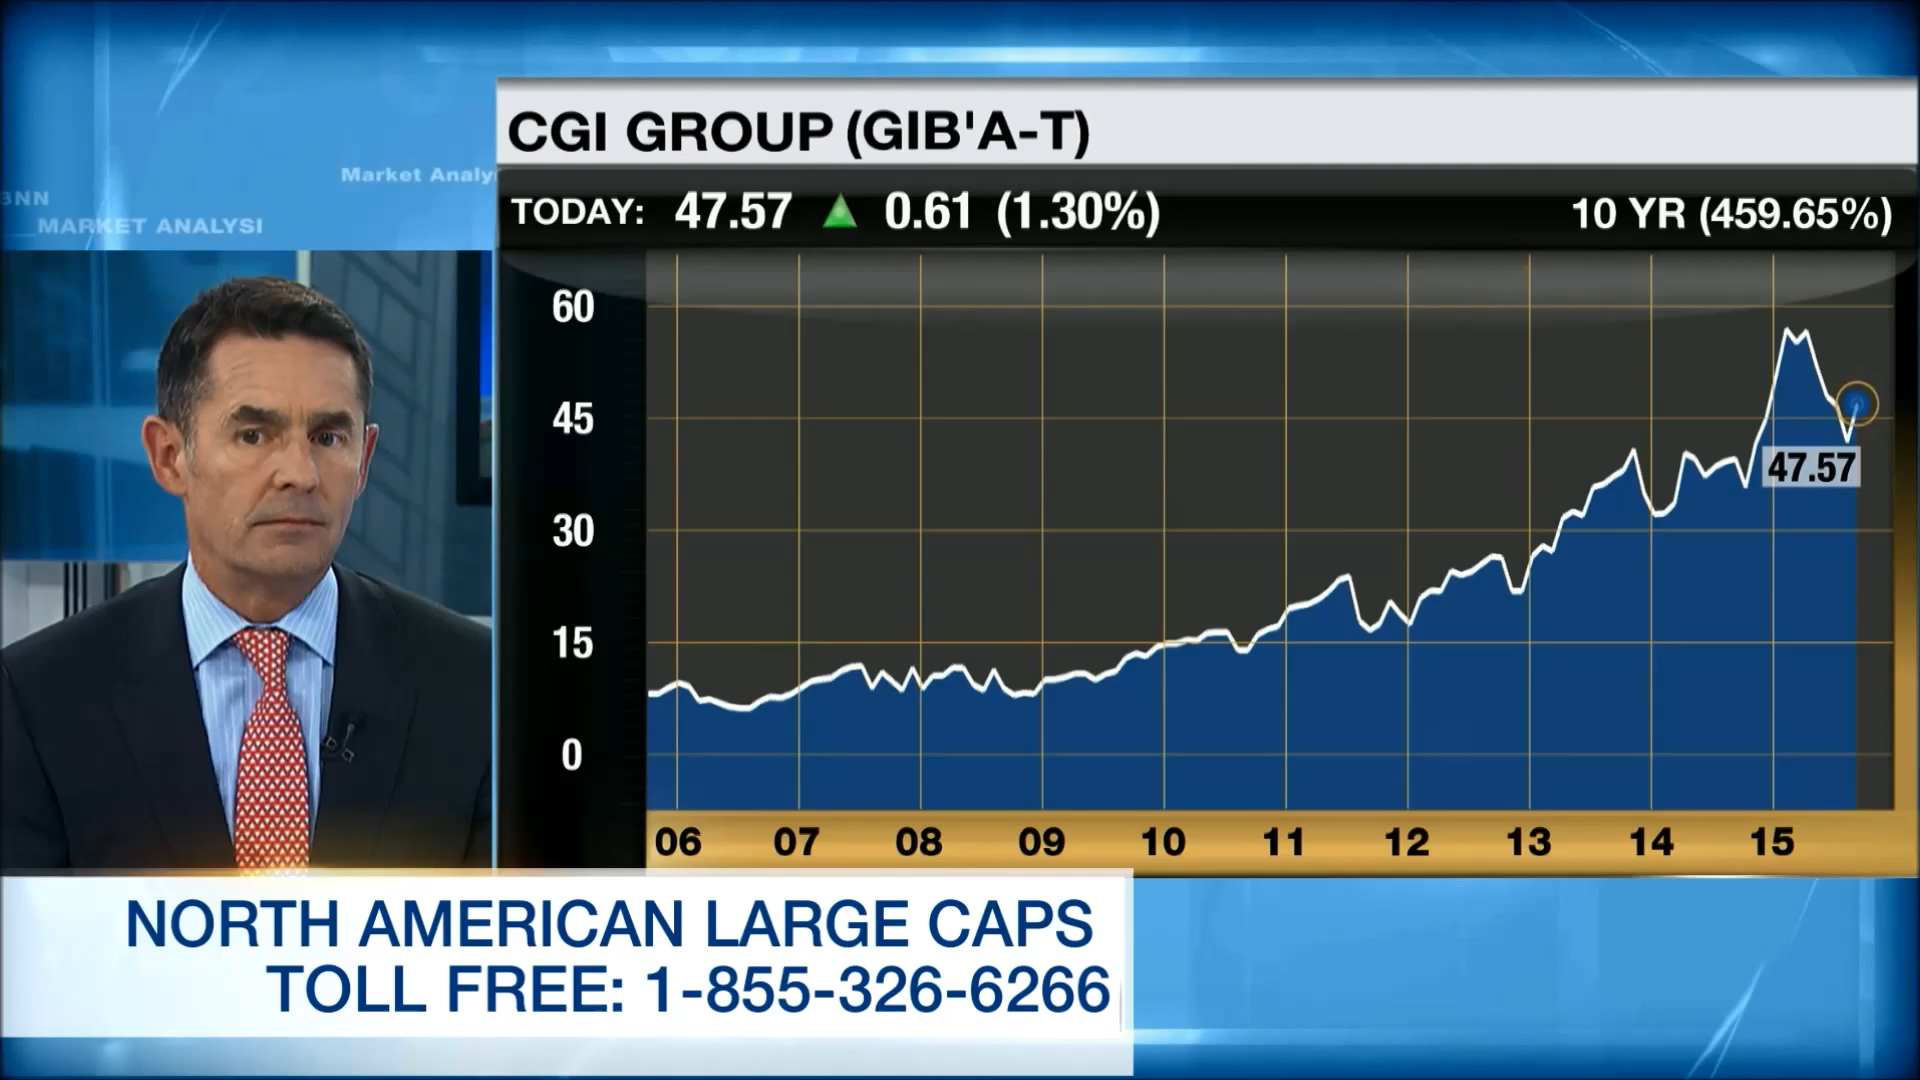 CGI GROUP (GIB'A-T)
Market Analy
BNN
MARKET ANALYSI
TODAY: 47.57 ▲ 0.61 (1.30%) 10 YR (459.65%)
60
45
30
15
0
47.57
06 07 08 09 10 11 12 13 14 15
NORTH AMERICAN LARGE CAPS
TOLL FREE: 1-855-326-6266